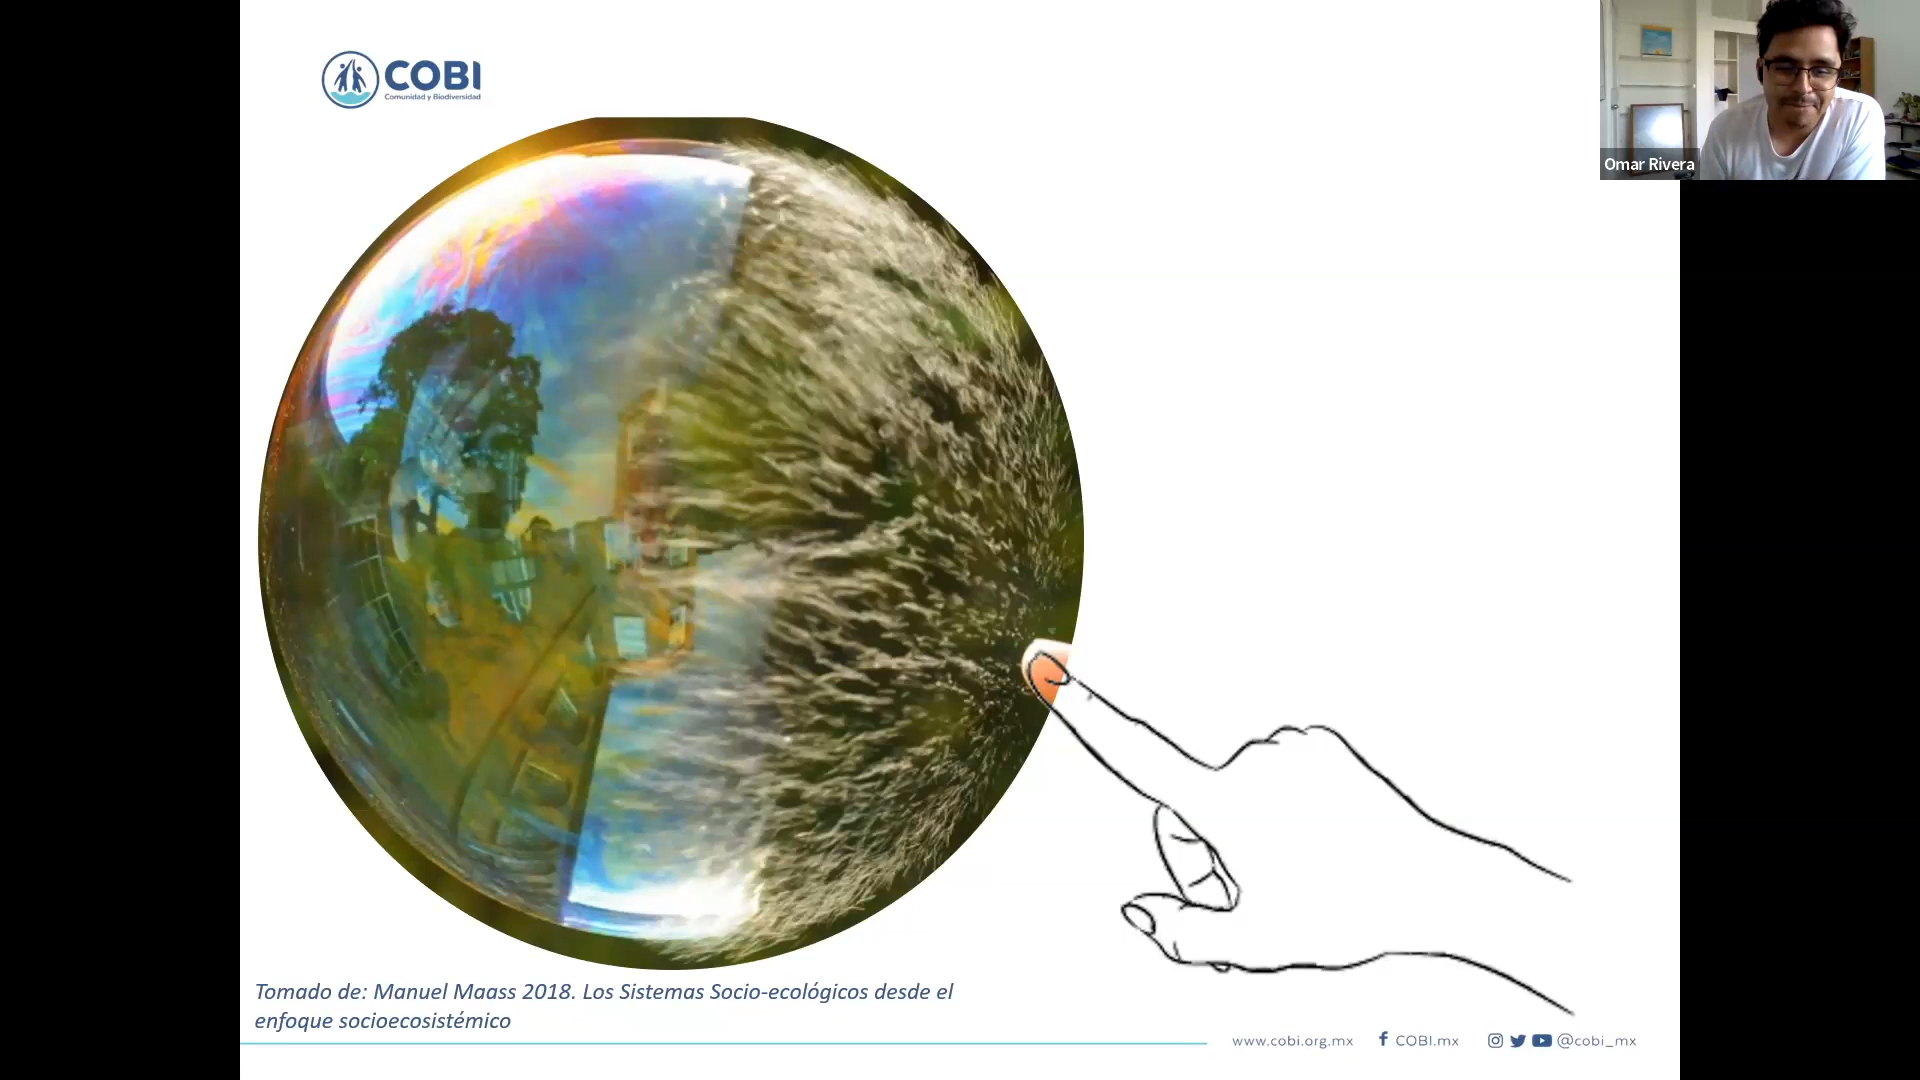 COBI
Comunidad y Biodiversidad
Omar Rivera
Tomado de: Manuel Maass 2018. Los Sistemas Socio-ecológicos desde el
enfoque socioecosistémico
www.cobi.org.mx
COBI.mx
@cobi_mx